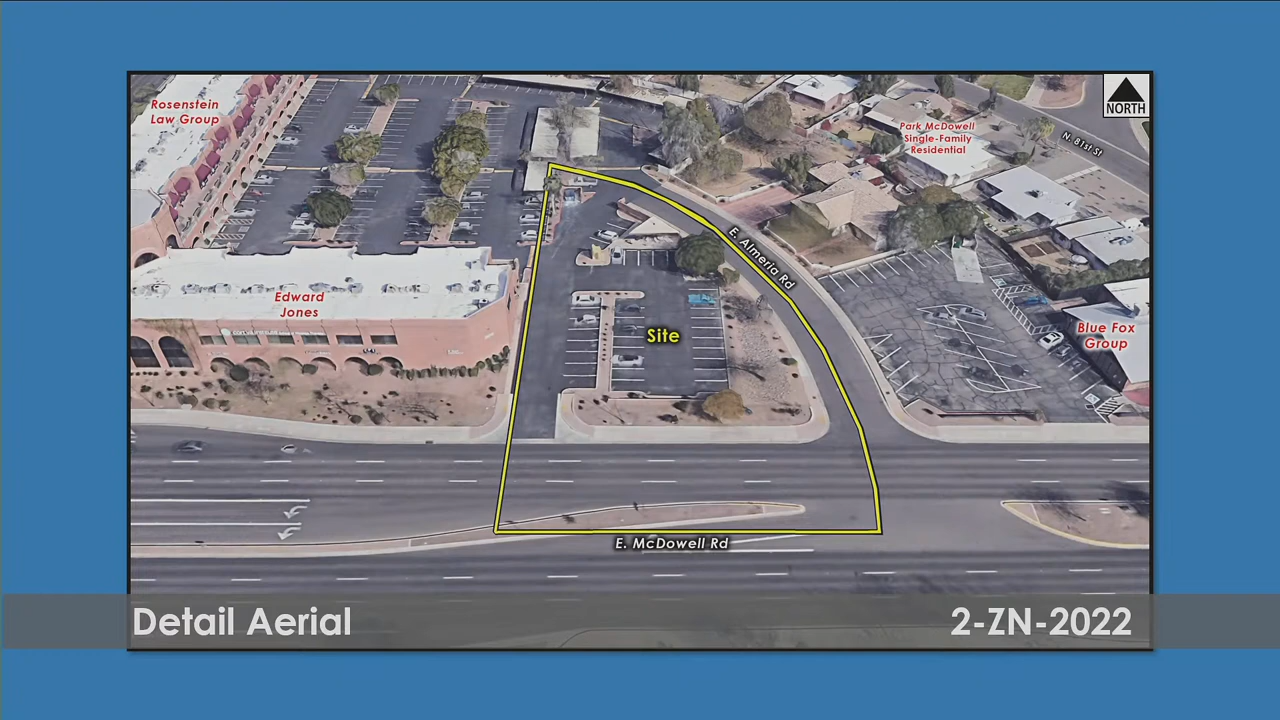 Rosenstein
Law Group
NORTH
Park McDowell
Single-Family
Residential
N. 81st St
E. Almeria Rd
Edward
Jones
Site
Blue Fox
Group
E. McDowell Rd
Detail Aerial
2-ZN-2022